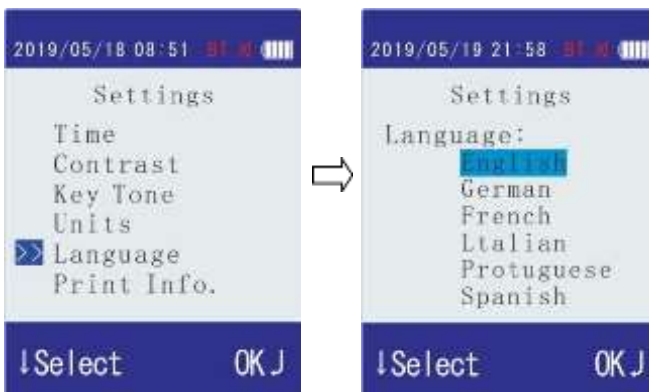 2019/05/18 08:51
Settings
Time
Contrast
Key Tone
Units
>> Language
Print Info.
↓Select OK┘
2019/05/19 21:58
Settings
Language:
English
German
French
Ltalian
Protuguese
Spanish
↓Select OK┘